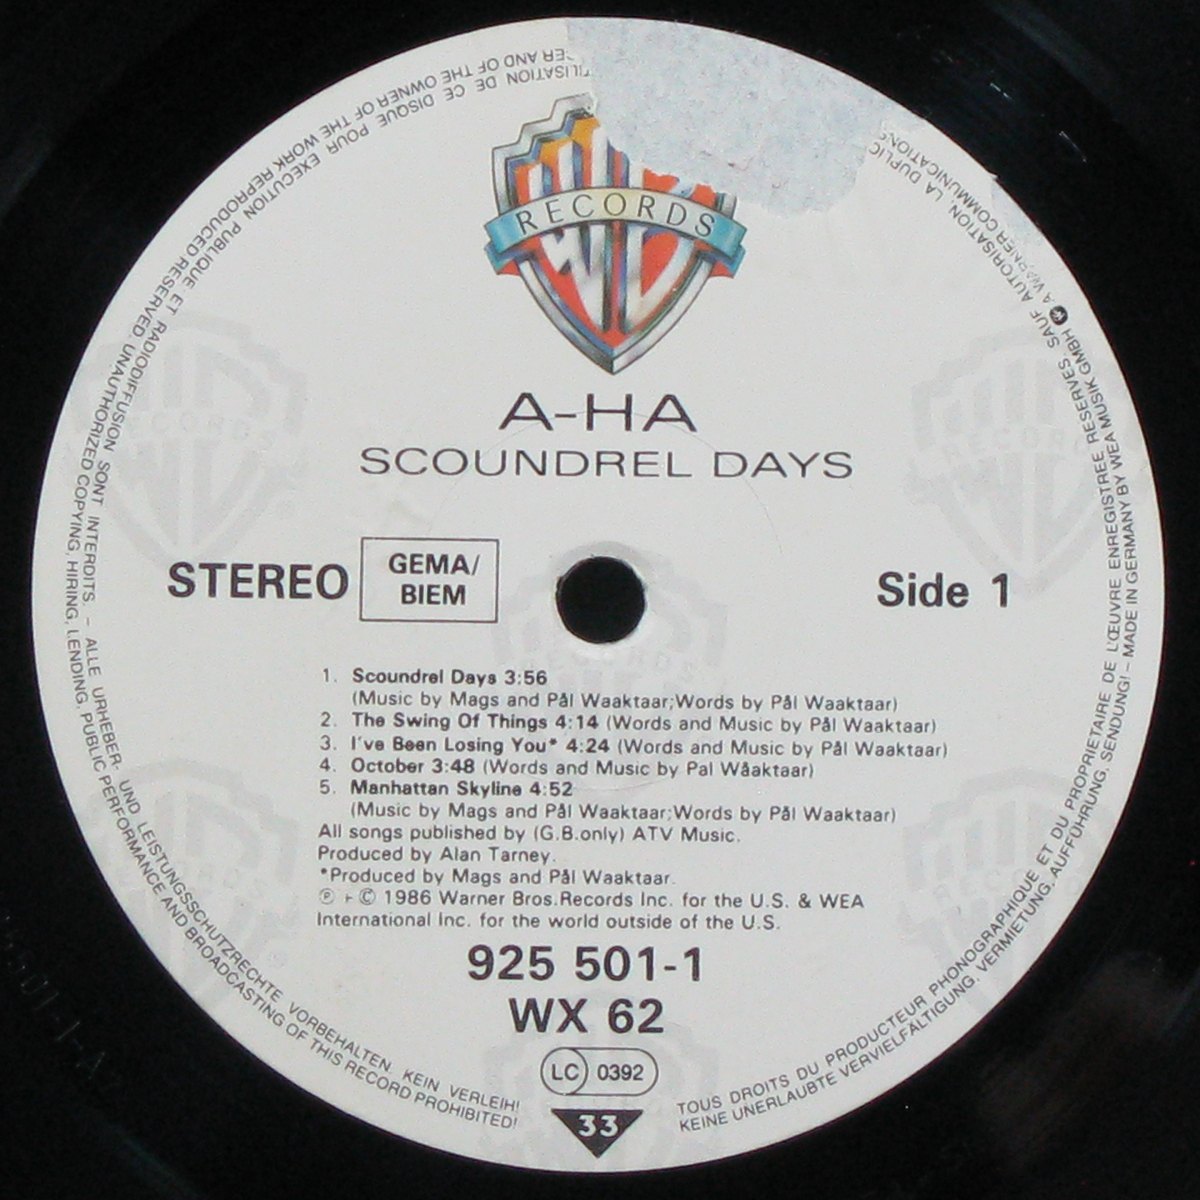 RECORDS
A-HA
SCOUNDREL DAYS
STEREO
GEMA/
BIEM
Side 1
1. Scoundrel Days 3:56
(Music by Mags and Pål Waaktaar;Words by Pål Waaktaar)
2. The Swing Of Things 4:14 (Words and Music by Pål Waaktaar)
3. I've Been Losing You* 4:24 (Words and Music by Pål Waaktaar)
4. October 3:48 (Words and Music by Pal Wåaktaar)
5. Manhattan Skyline 4:52
(Music by Mags and Pål Waaktaar;Words by Pål Waaktaar)
All songs published by (G.B.only) ATV Music.
Produced by Alan Tarney.
*Produced by Mags and Pål Waaktaar.
℗ + © 1986 Warner Bros.Records Inc. for the U.S. & WEA
International Inc. for the world outside of the U.S.
925 501-1
WX 62
LC 0392
33
TOUS DROITS DU PRODUCTEUR PHONOGRAPHIQUE ET DU PROPRIETAIRE DE L'ŒUVRE ENREGISTREE RESERVES. SAUF AUTORISATION, LA DUPLIC
ILISATION DE CE DISQUE POUR EXECUTION PUBLIQUE ET RADIODIFFUSION SONT INTERDITS. – ALLE URHEBER- UND LEISTUNGSSCHUTZRECHTE VORBEHALTEN KEIN VERLEIH!
KEINE UNERLAUBTE VERVIELFÄLTIGUNG, VERMIETUNG, AUFFÜHRUNG, SENDUNG! – MADE IN GERMANY BY WEA MUSIK GMBH A WARNER COMMUNICATION
ER AND OF THE OWNER OF THE WORK REPRODUCED RESERVED. UNAUTHORIZED COPYING, HIRING, LENDING, PUBLIC PERFORMANCE AND BROADCASTING OF THIS RECORD PROHIBITED!